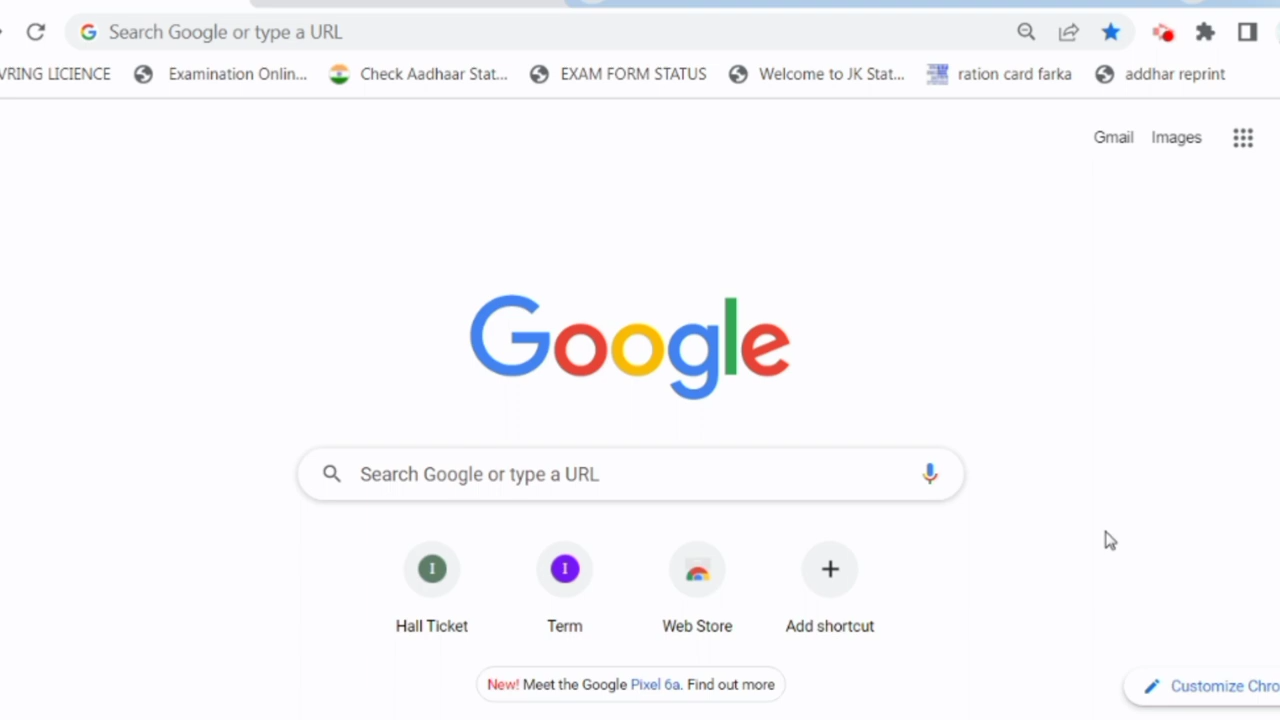 Search Google or type a URL
VRING LICIENCE Examination Onlin... Check Aadhaar Stat... EXAM FORM STATUS Welcome to JK Stat... ration card farka addhar reprint
Gmail Images
Google
Search Google or type a URL
I I
Hall Ticket Term Web Store Add shortcut
New! Meet the Google Pixel 6a. Find out more
Customize Chro